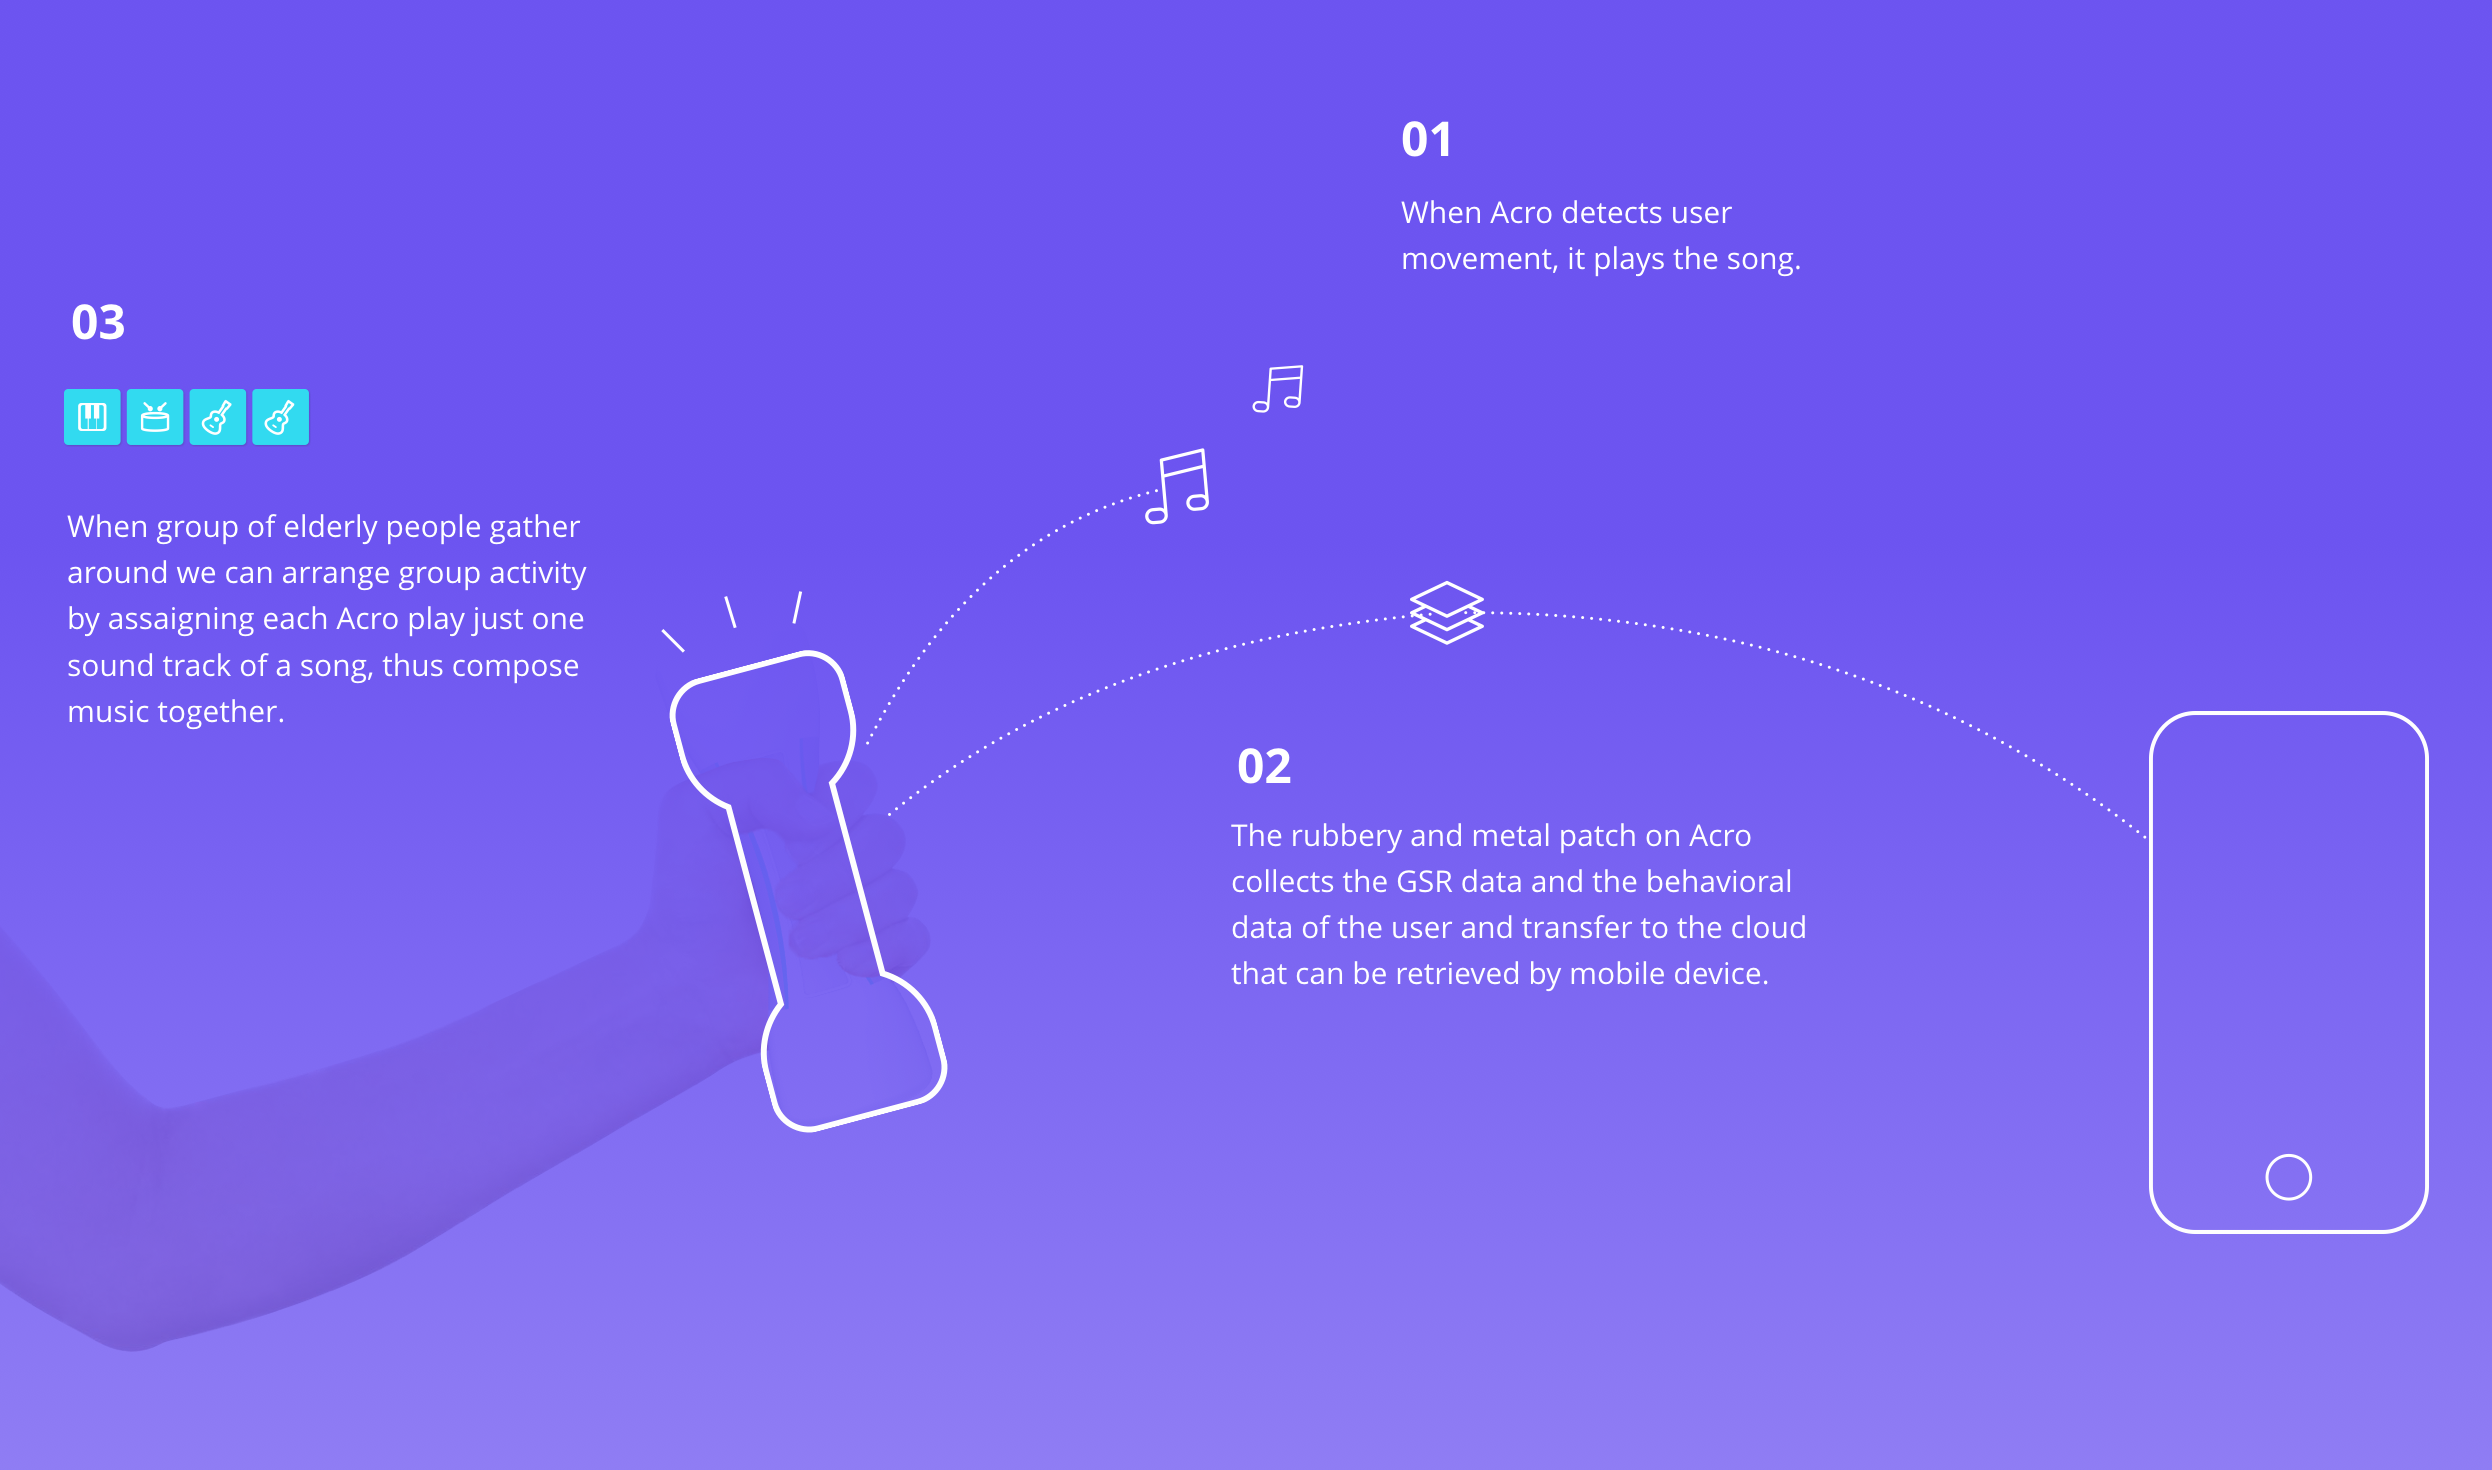 01
When Acro detects user
movement, it plays the song.
03
When group of elderly people gather
around we can arrange group activity
by assaigning each Acro play just one
sound track of a song, thus compose
music together.
02
The rubbery and metal patch on Acro
collects the GSR data and the behavioral
data of the user and transfer to the cloud
that can be retrieved by mobile device.